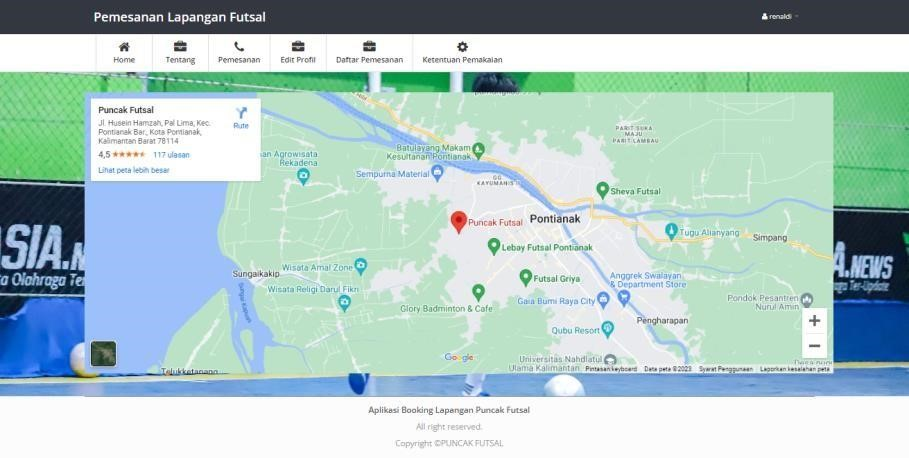 Pemesanan Lapangan Futsal
renaldi
Home
Tentang
Pemesanan
Edit Profil
Daftar Pemesanan
Ketentuan Pemakaian
Puncak Futsal
Jl. Husein Hamzah, Pal Lima, Kec.
Pontianak Bar., Kota Pontianak,
Kalimantan Barat 78114
Rute
4,5
117 ulasan
Lihat peta lebih besar
an Agrowisata
Rekadena
Batulayang Makam
Kesultanan Pontianak
Sempurna Material
GG
KAYUMANIS
PARIT SUKA
MAJU
PARIT LAMBAU
Sheva Futsal
Puncak Futsal
Pontianak
Tugu Alianyang
Simpang
Lebay Futsal Pontianak
Sungaikakip
Wisata Amal Zone
Wisata Religi Darul Fikri
Futsal Griya
Anggrek Swalayan
& Department Store
Glory Badminton & Cafe
Gaia Bumi Raya City
Pondok Pesantren
Nurul Amin
Pengharapan
Qubu Resort
Universitas Nahdlatul
Ulama Kalimantan
Telukketapang
Google
Pintasan keyboard
Data peta ©2023
Syarat Penggunaan
Laporkan kesalahan peta
ASIA.N
a Olahraga Ter
A.NEWS
raga Ter-Update
Aplikasi Booking Lapangan Puncak Futsal
All right reserved.
Copyright ©PUNCAK FUTSAL